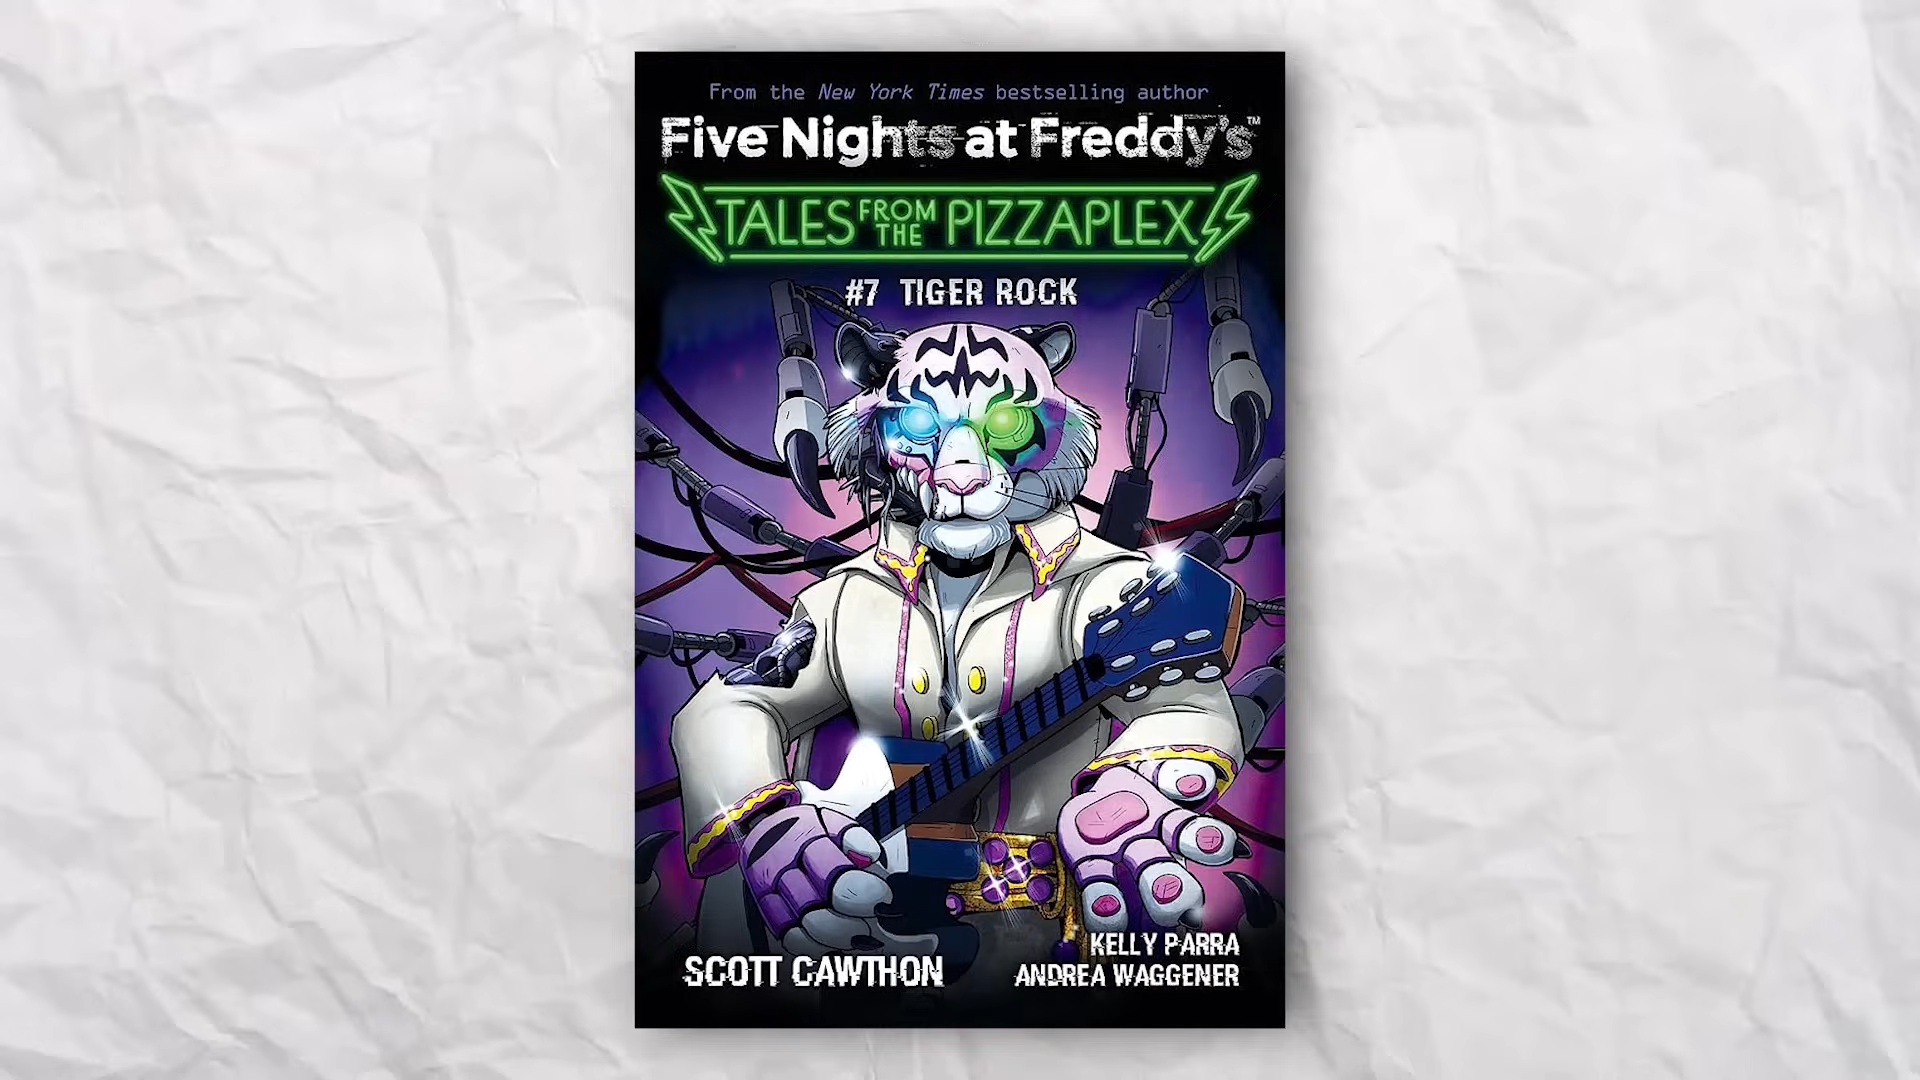 From the New York Times bestselling author
Five Nights at Freddy's™
TALES FROM THE PIZZAPLEX
#7 TIGER ROCK
SCOTT CAWTHON
KELLY PARRA
ANDREA WAGGENER